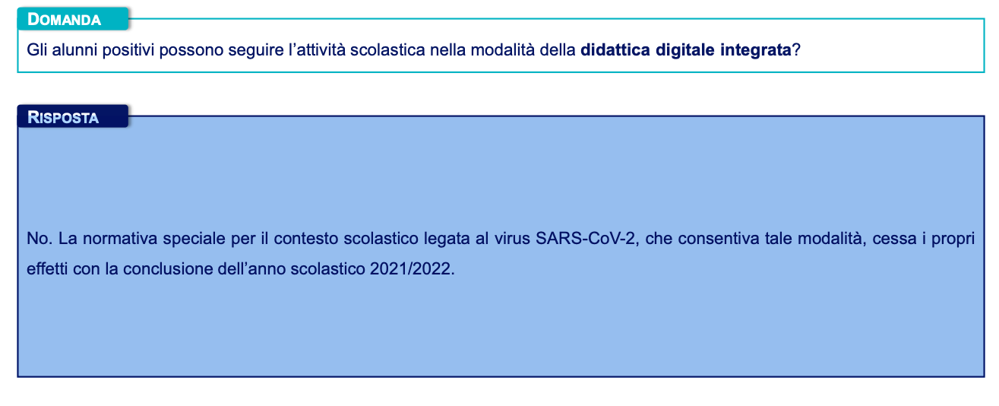 DOMANDA
Gli alunni positivi possono seguire l’attività scolastica nella modalità della didattica digitale integrata?
RISPOSTA
No. La normativa speciale per il contesto scolastico legata al virus SARS-CoV-2, che consentiva tale modalità, cessa i propri
effetti con la conclusione dell’anno scolastico 2021/2022.